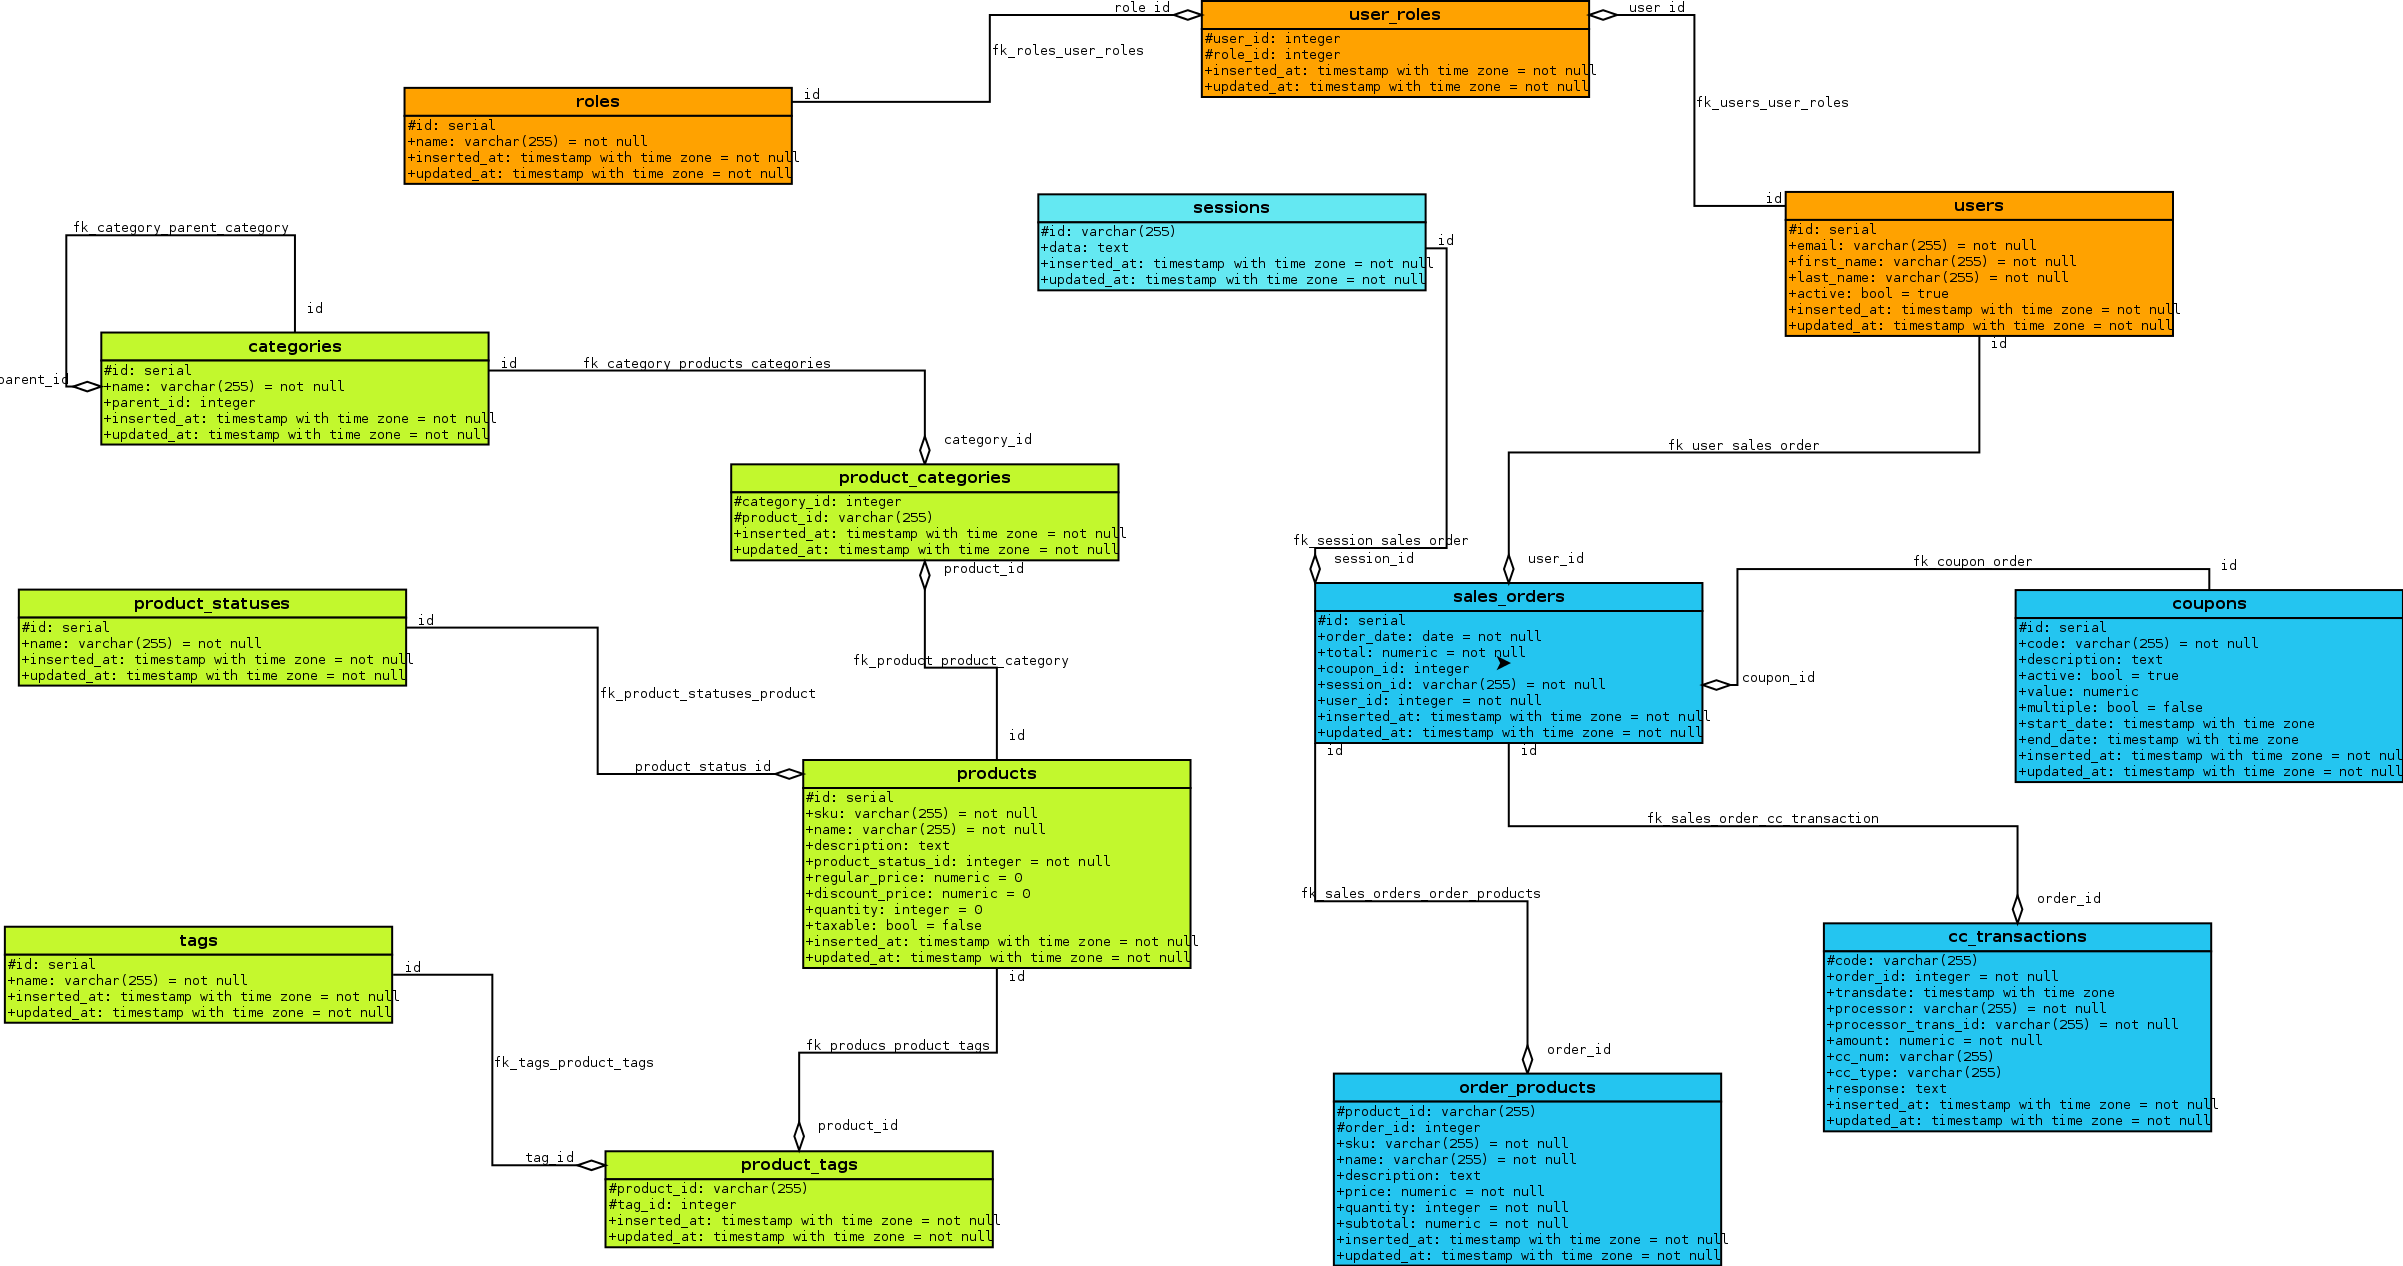 role_id
user_roles
user_id
#user_id: integer
#role_id: integer
+inserted_at: timestamp with time zone = not null
+updated_at: timestamp with time zone = not null
fk_roles_user_roles
fk_users_user_roles
id
roles
#id: serial
+name: varchar(255) = not null
+inserted_at: timestamp with time zone = not null
+updated_at: timestamp with time zone = not null
sessions
#id: varchar(255)
+data: text
+inserted_at: timestamp with time zone = not null
+updated_at: timestamp with time zone = not null
id
id
users
#id: serial
+email: varchar(255) = not null
+first_name: varchar(255) = not null
+last_name: varchar(255) = not null
+active: bool = true
+inserted_at: timestamp with time zone = not null
+updated_at: timestamp with time zone = not null
id
fk_category_parent_category
id
parent_id
categories
#id: serial
+name: varchar(255) = not null
+parent_id: integer
+inserted_at: timestamp with time zone = not null
+updated_at: timestamp with time zone = not null
id
fk_category_products_categories
category_id
product_categories
#category_id: integer
#product_id: varchar(255)
+inserted_at: timestamp with time zone = not null
+updated_at: timestamp with time zone = not null
product_id
fk_user_sales_order
fk_session_sales_order
session_id
user_id
fk_coupon_order
id
product_statuses
#id: serial
+name: varchar(255) = not null
+inserted_at: timestamp with time zone = not null
+updated_at: timestamp with time zone = not null
id
fk_product_statuses_product
product_status_id
fk_product_product_category
id
sales_orders
#id: serial
+order_date: date = not null
+total: numeric = not null
+coupon_id: integer
+session_id: varchar(255) = not null
+user_id: integer = not null
+inserted_at: timestamp with time zone = not null
+updated_at: timestamp with time zone = not null
coupon_id
id
id
coupons
#id: serial
+code: varchar(255) = not null
+description: text
+active: bool = true
+value: numeric
+multiple: bool = false
+start_date: timestamp with time zone
+end_date: timestamp with time zone
+inserted_at: timestamp with time zone = not nul
+updated_at: timestamp with time zone = not null
products
#id: serial
+sku: varchar(255) = not null
+name: varchar(255) = not null
+description: text
+product_status_id: integer = not null
+regular_price: numeric = 0
+discount_price: numeric = 0
+quantity: integer = 0
+taxable: bool = false
+inserted_at: timestamp with time zone = not null
+updated_at: timestamp with time zone = not null
id
fk_sales_order_cc_transaction
fk_sales_orders_order_products
order_id
tags
#id: serial
+name: varchar(255) = not null
+inserted_at: timestamp with time zone = not null
+updated_at: timestamp with time zone = not null
id
fk_tags_product_tags
fk_producs_product_tags
product_id
tag_id
product_tags
#product_id: varchar(255)
#tag_id: integer
+inserted_at: timestamp with time zone = not null
+updated_at: timestamp with time zone = not null
order_id
order_products
#product_id: varchar(255)
#order_id: integer
+sku: varchar(255) = not null
+name: varchar(255) = not null
+description: text
+price: numeric = not null
+quantity: integer = not null
+subtotal: numeric = not null
+inserted_at: timestamp with time zone = not null
+updated_at: timestamp with time zone = not null
cc_transactions
#code: varchar(255)
+order_id: integer = not null
+transdate: timestamp with time zone
+processor: varchar(255) = not null
+processor_trans_id: varchar(255) = not null
+amount: numeric = not null
+cc_num: varchar(255)
+cc_type: varchar(255)
+response: text
+inserted_at: timestamp with time zone = not null
+updated_at: timestamp with time zone = not null